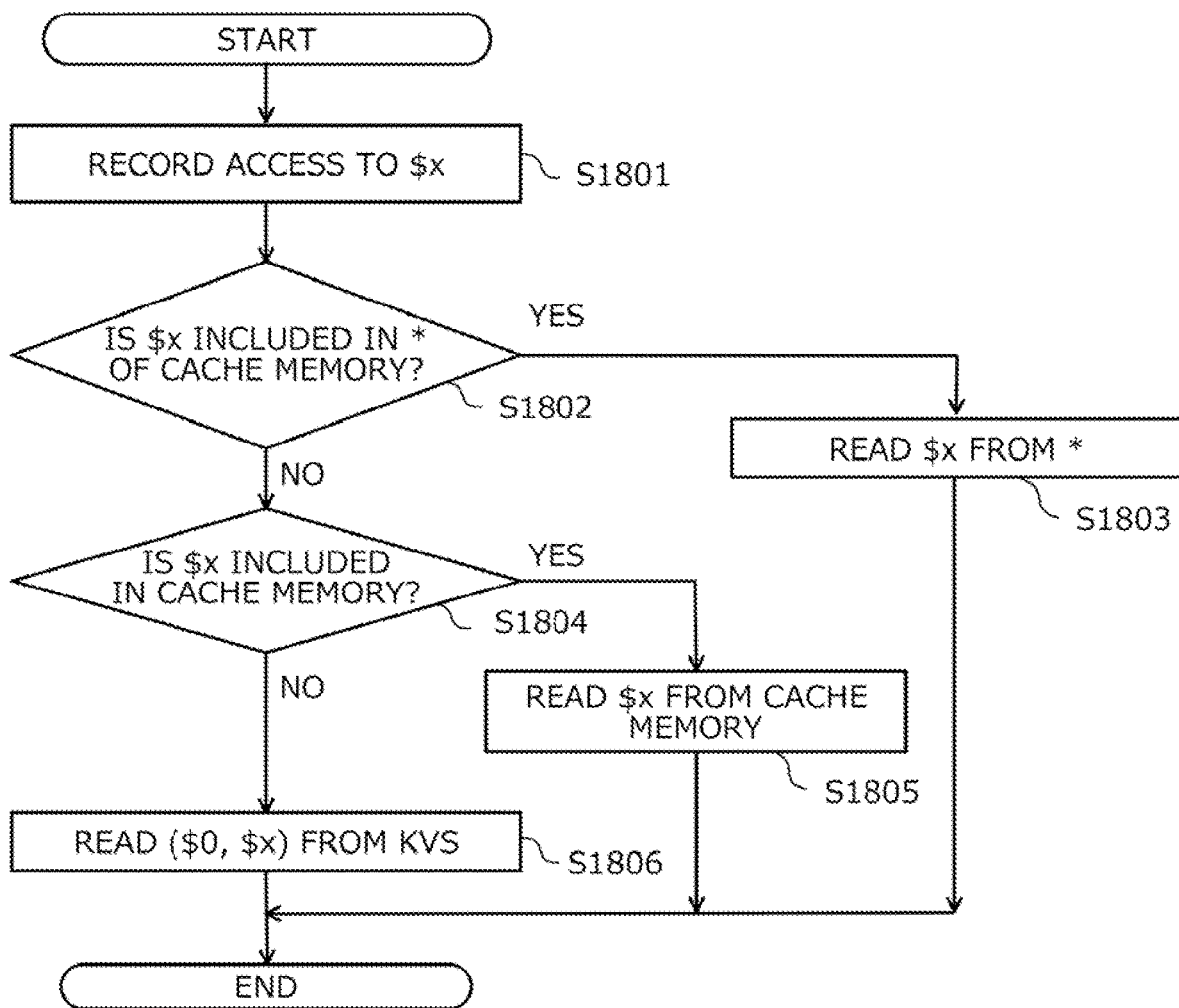 START
RECORD ACCESS TO $x
S1801
IS $x INCLUDED IN *
OF CACHE MEMORY?
YES
S1802
NO
READ $x FROM *
S1803
IS $x INCLUDED
IN CACHE MEMORY?
YES
S1804
NO
READ $x FROM CACHE
MEMORY
S1805
READ ($0, $x) FROM KVS
S1806
END